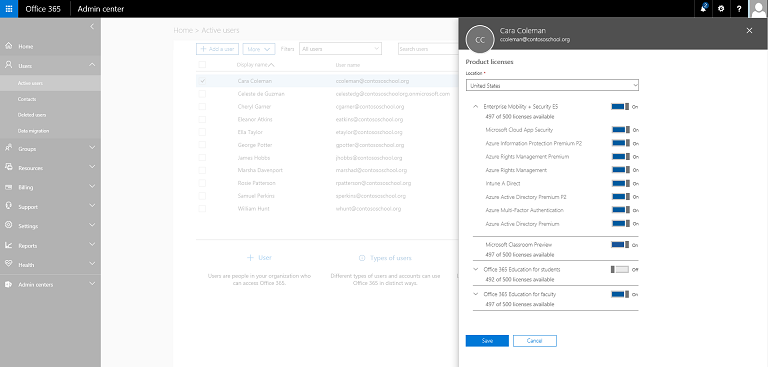 Office 365 Admin center
2
?
Home
Users
Active users
Contacts
Deleted users
Data migration
Groups
Resources
Billing
Support
Settings
Reports
Health
Admin centers
Home > Active users
+ Add a user
More
Filters
All users
Search users
Display name
User name
Cara Coleman ccoleman@contososchool.org
Celeste de Guzman celestedg@contososchool.org.onmicrosoft.com
Cheryl Garner cgarner@contososchool.org
Eleanor Atkins eatkins@contososchool.org
Ella Taylor etaylor@contososchool.org
George Potter gpotter@contososchool.org
James Hobbs jhobbs@contososchool.org
Marsha Davenport marshad@contososchool.org
Rosie Patterson rpatterson@contososchool.org
Samuel Perkins sperkins@contososchool.org
William Hunt whunt@contososchool.org
+ User
Users are people in your organisation who
can access Office 365.
Types of users
Different types of users and accounts can use
Office 365 in distinct ways.
CC
Cara Coleman
ccoleman@contososchool.org
Product licenses
Location *
United States
Enterprise Mobility + Security E5 On
497 of 500 licenses available
Microsoft Cloud App Security On
Azure Information Protection Premium P2 On
Azure Rights Management Premium On
Azure Rights Management On
Intune A Direct On
Azure Active Directory Premium P2 On
Azure Multi-Factor Authentication On
Azure Active Directory Premium On
Microsoft Classroom Preview On
497 of 500 licenses available
Office 365 Education for students Off
492 of 500 licenses available
Office 365 Education for faculty On
497 of 500 licenses available
Save
Cancel